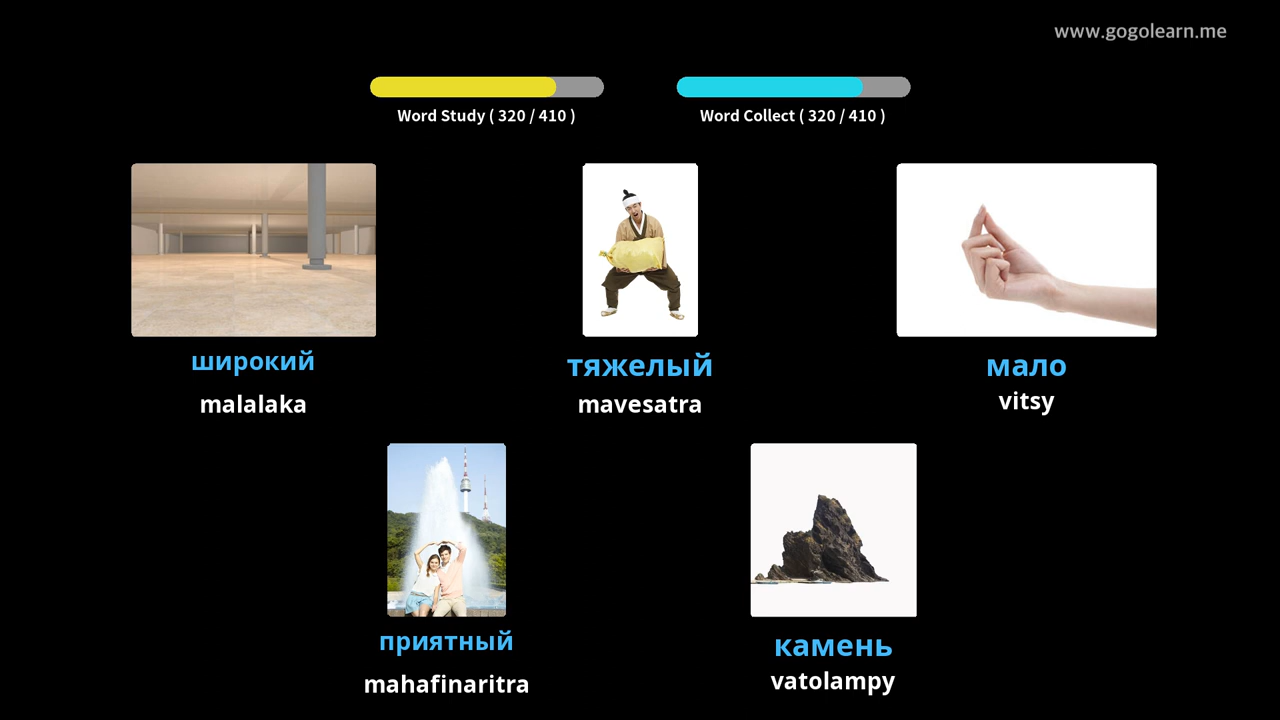 www.gogolearn.me
Word Study ( 320 / 410 )
Word Collect ( 320 / 410 )
широкий
malalaka
тяжелый
mavesatra
мало
vitsy
приятный
mahafinaritra
камень
vatolampy